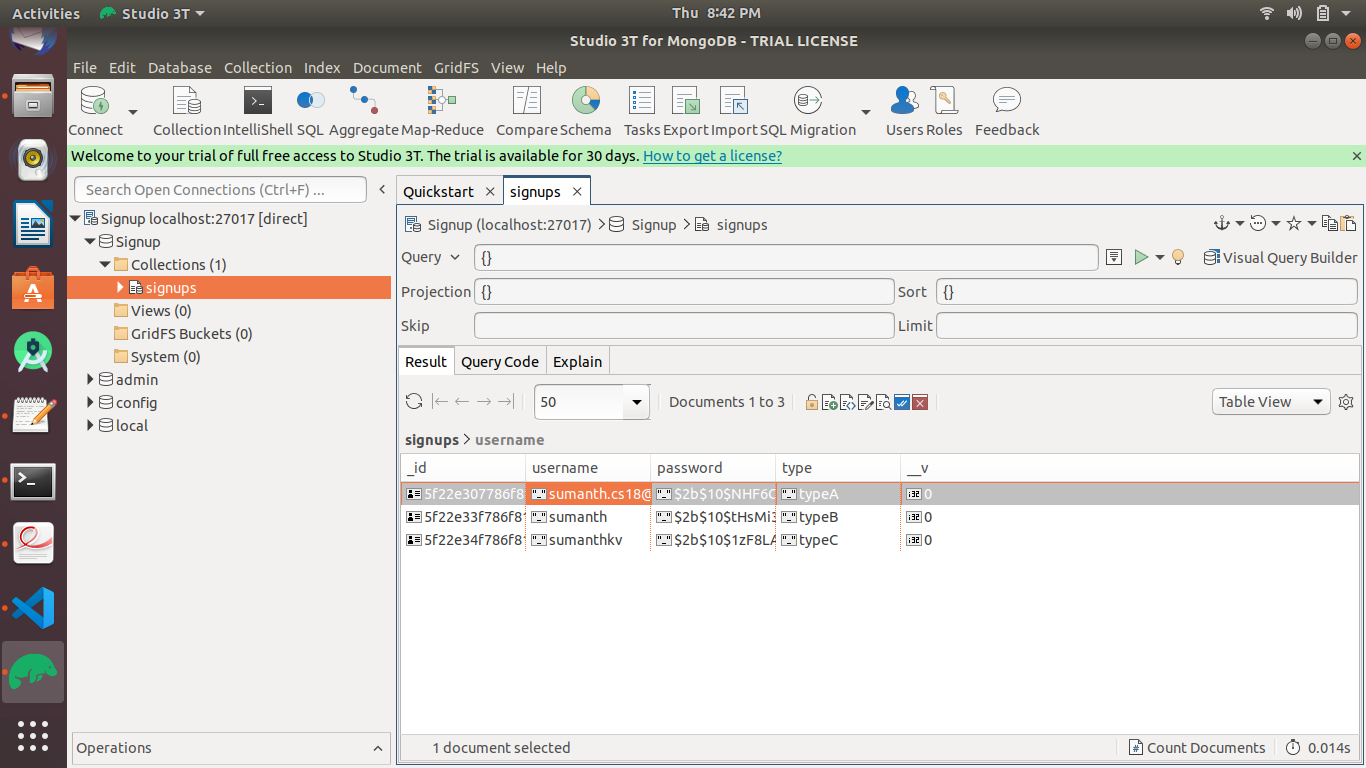 Activities Studio 3T Thu 8:42 PM
Studio 3T for MongoDB - TRIAL LICENSE
File Edit Database Collection Index Document GridFS View Help
Connect Collection IntelliShell SQL Aggregate Map-Reduce Compare Schema Tasks Export Import SQL Migration Users Roles Feedback
Welcome to your trial of full free access to Studio 3T. The trial is available for 30 days. How to get a license?
Search Open Connections (Ctrl+F) ...
Signup localhost:27017 [direct]
Signup
Collections (1)
signups
Views (0)
GridFS Buckets (0)
System (0)
admin
config
local
Operations
Quickstart signups
Signup (localhost:27017) Signup signups
Query {} Visual Query Builder
Projection {} Sort {}
Skip Limit
Result Query Code Explain
50 Documents 1 to 3 Table View
signups > username
_id username password type __v
5f22e307786f8 sumanth.cs18@ $2b$10$NHF6C typeA 0
5f22e33f786f81 sumanth $2b$10$tHsMi3 typeB 0
5f22e34f786f81 sumanthkv $2b$10$1zF8LA typeC 0
1 document selected Count Documents 0.014s